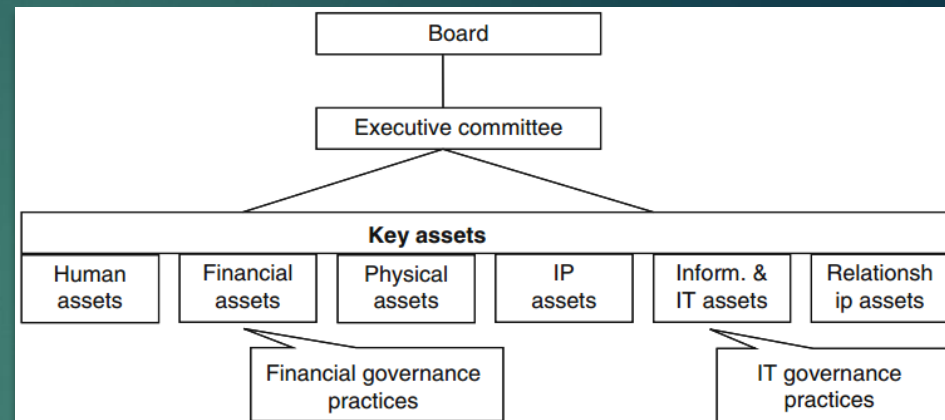 Board
Executive committee
Key assets
Human
assets
Financial
assets
Physical
assets
IP
assets
Inform. &
IT assets
Relationsh
ip assets
Financial governance
practices
IT governance
practices